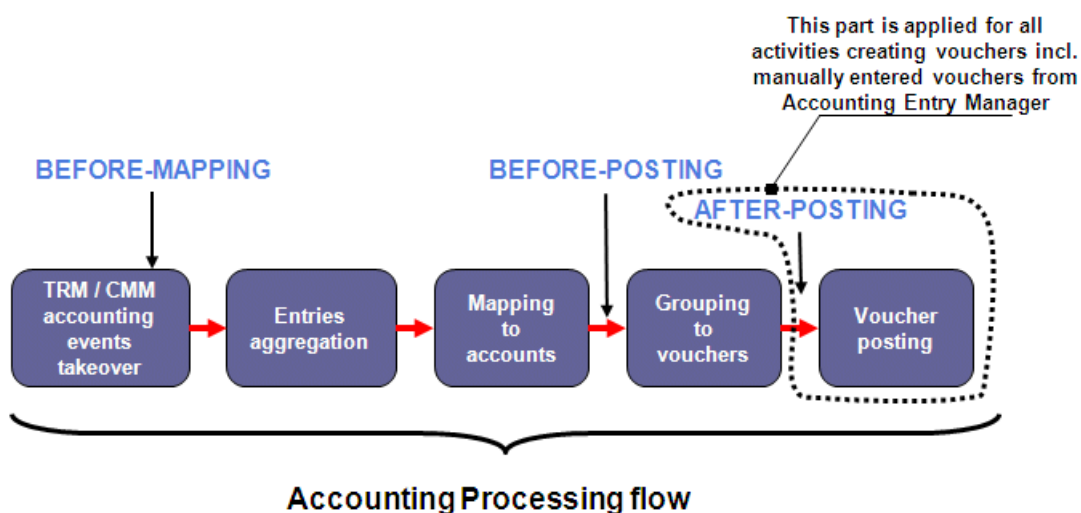 This part is applied for all
activities creating vouchers incl.
manually entered vouchers from
Accounting Entry Manager
BEFORE-MAPPING
BEFORE-POSTING
AFTER-POSTING
TRM / CMM
accounting
events
takeover
Entries
aggregation
Mapping
to
accounts
Grouping
to
vouchers
Voucher
posting
Accounting Processing flow